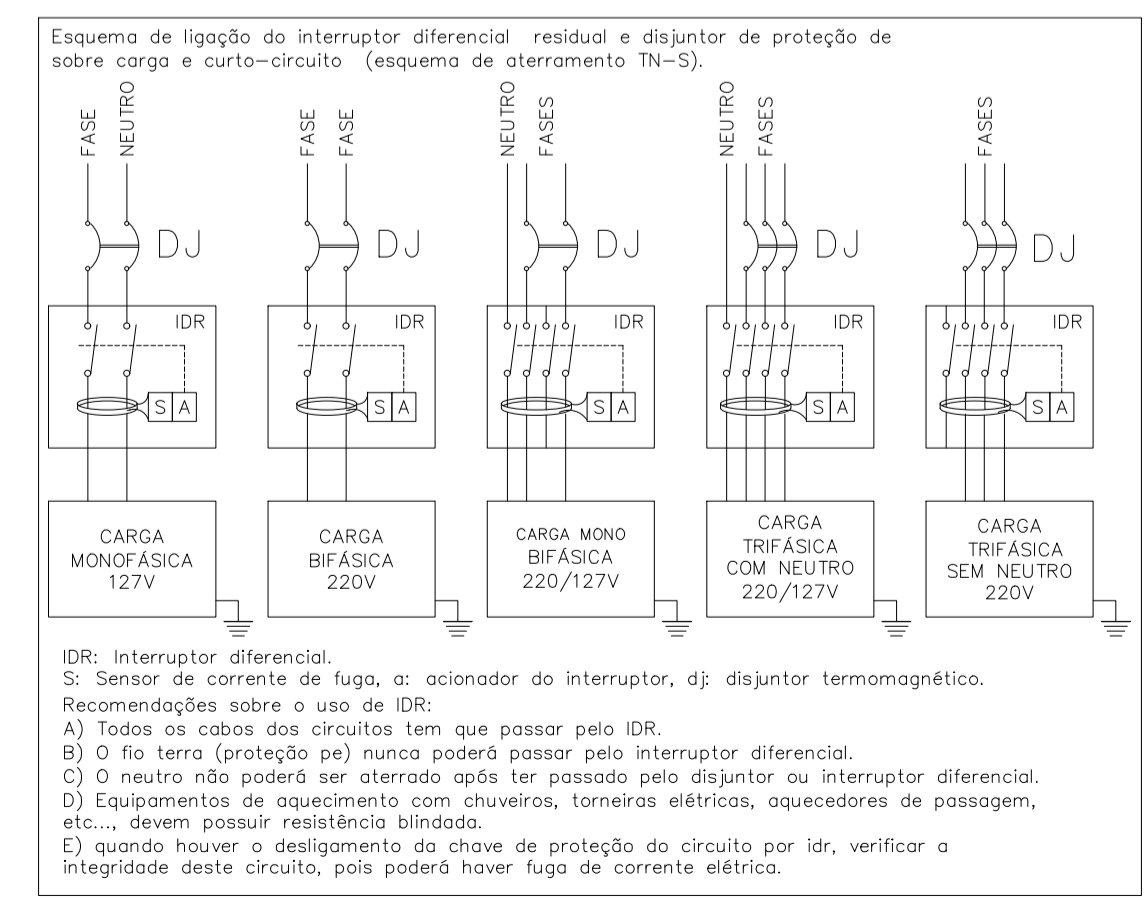 Esquema de ligação do interruptor diferencial residual e disjuntor de proteção de
sobre carga e curto-circuito (esquema de aterramento TN-S).
FASE
NEUTRO
FASE
FASE
NEUTRO
FASES
NEUTRO
FASES
FASES
DJ
DJ
DJ
DJ
DJ
IDR
IDR
IDR
IDR
IDR
S A
S A
S A
S A
S A
CARGA
MONOFÁSICA
127V
CARGA
BIFÁSICA
220V
CARGA MONO
BIFÁSICA
220/127V
CARGA
TRIFÁSICA
COM NEUTRO
220/127V
CARGA
TRIFÁSICA
SEM NEUTRO
220V
IDR: Interruptor diferencial.
S: Sensor de corrente de fuga, a: acionador do interruptor, dj: disjuntor termomagnético.
Recomendações sobre o uso de IDR:
A) Todos os cabos dos circuitos tem que passar pelo IDR.
B) O fio terra (proteção pe) nunca poderá passar pelo interruptor diferencial.
C) O neutro não poderá ser aterrado após ter passado pelo disjuntor ou interruptor diferencial.
D) Equipamentos de aquecimento com chuveiros, torneiras elétricas, aquecedores de passagem,
etc..., devem possuir resistência blindada.
E) quando houver o desligamento da chave de proteção do circuito por idr, verificar a
integridade deste circuito, pois poderá haver fuga de corrente elétrica.